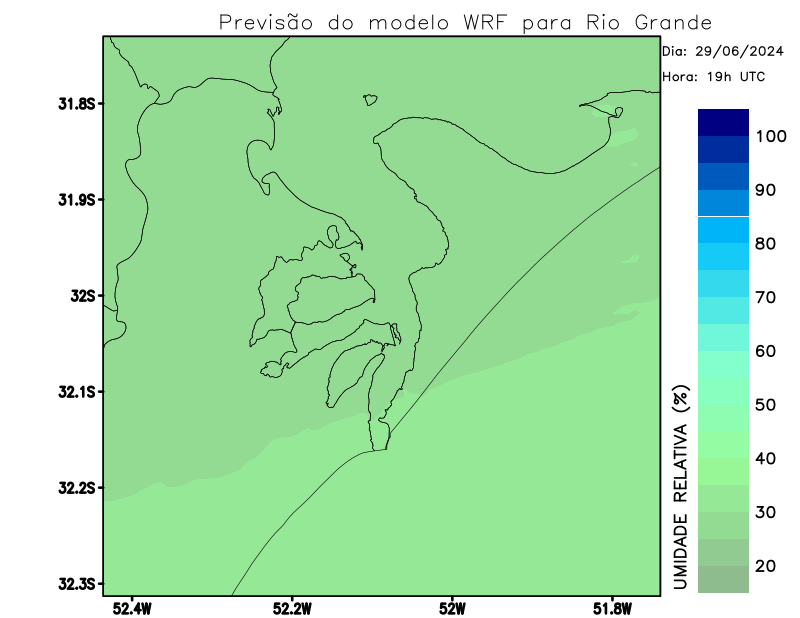 Previsão do modelo WRF para Rio Grande
Dia: 29/06/2024
Hora: 19h UTC
31.8S
31.9S
32S
32.1S
32.2S
32.3S
52.4W
52.2W
52W
51.8W
100
90
80
70
60
50
40
30
20
UMIDADE RELATIVA (%)